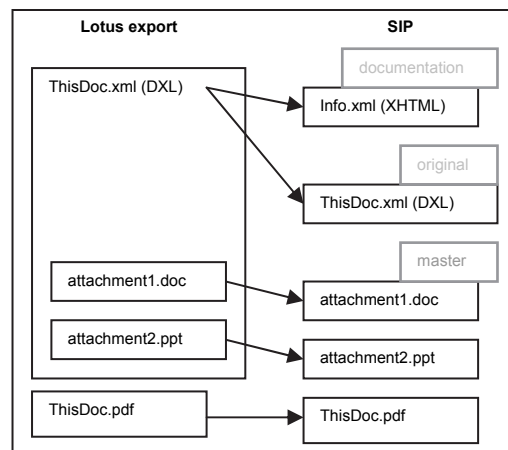 Lotus export
SIP
documentation
ThisDoc.xml (DXL)
Info.xml (XHTML)
original
ThisDoc.xml (DXL)
master
attachment1.doc
attachment1.doc
attachment2.ppt
attachment2.ppt
ThisDoc.pdf
ThisDoc.pdf